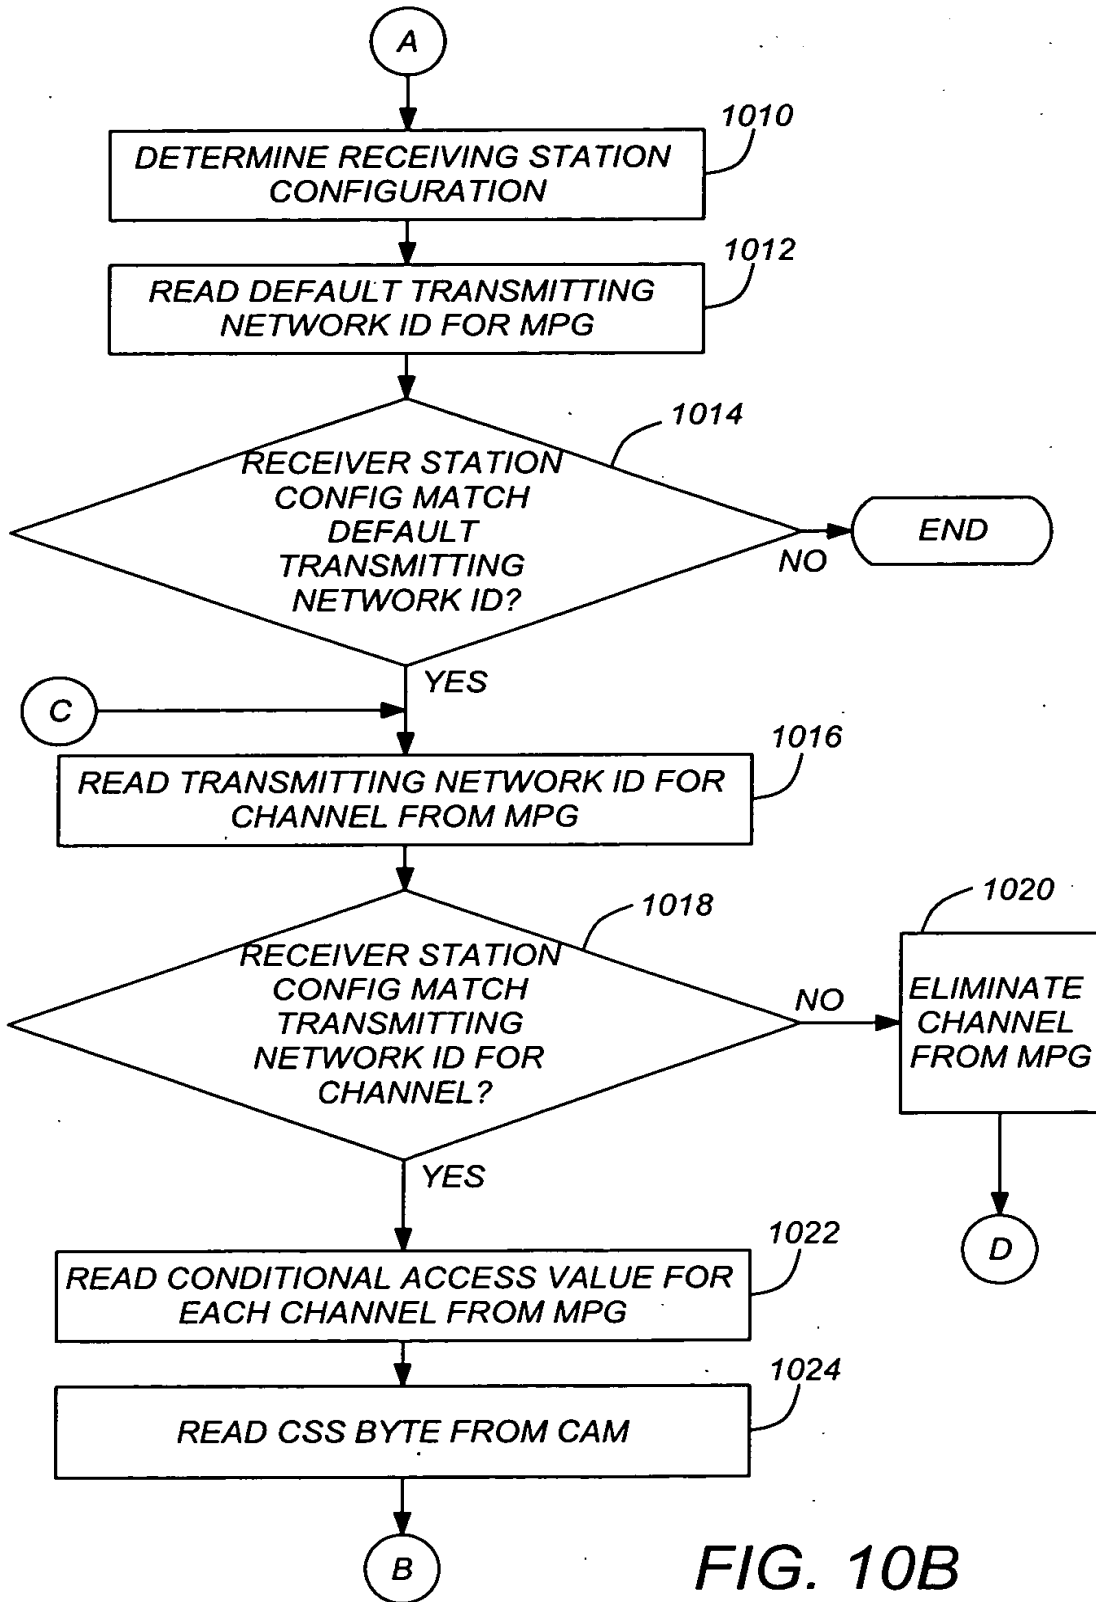 A
1010
DETERMINE RECEIVING STATION
CONFIGURATION
1012
READ DEFAULT TRANSMITTING
NETWORK ID FOR MPG
1014
RECEIVER STATION
CONFIG MATCH
DEFAULT
TRANSMITTING
NETWORK ID?
NO
END
YES
C
1016
READ TRANSMITTING NETWORK ID FOR
CHANNEL FROM MPG
1018
RECEIVER STATION
CONFIG MATCH
TRANSMITTING
NETWORK ID FOR
CHANNEL?
NO
1020
ELIMINATE
CHANNEL
FROM MPG
D
YES
1022
READ CONDITIONAL ACCESS VALUE FOR
EACH CHANNEL FROM MPG
1024
READ CSS BYTE FROM CAM
B
FIG. 10B